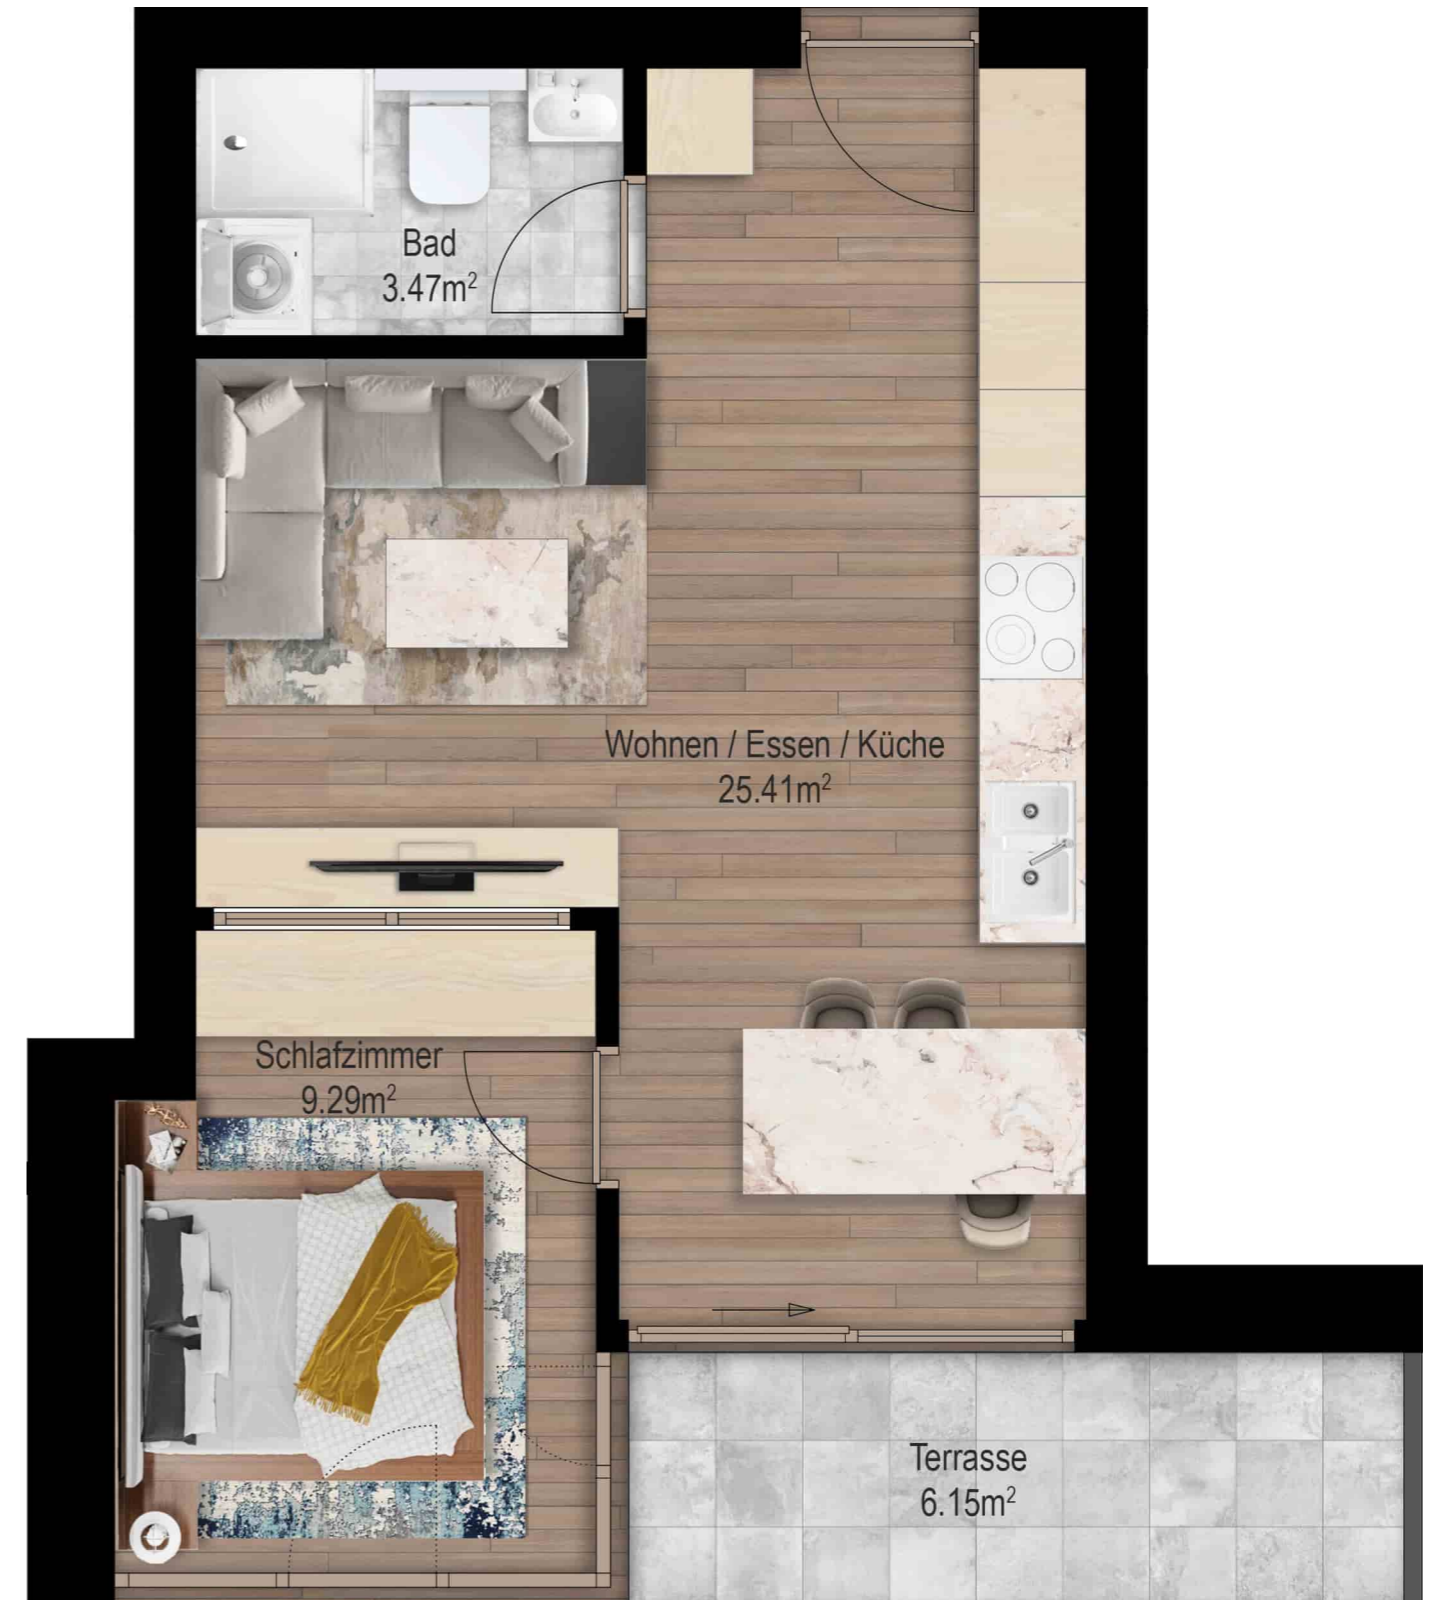 Bad
3.47m²
Wohnen / Essen / Küche
25.41m²
Schlafzimmer
9.29m²
Terrasse
6.15m²